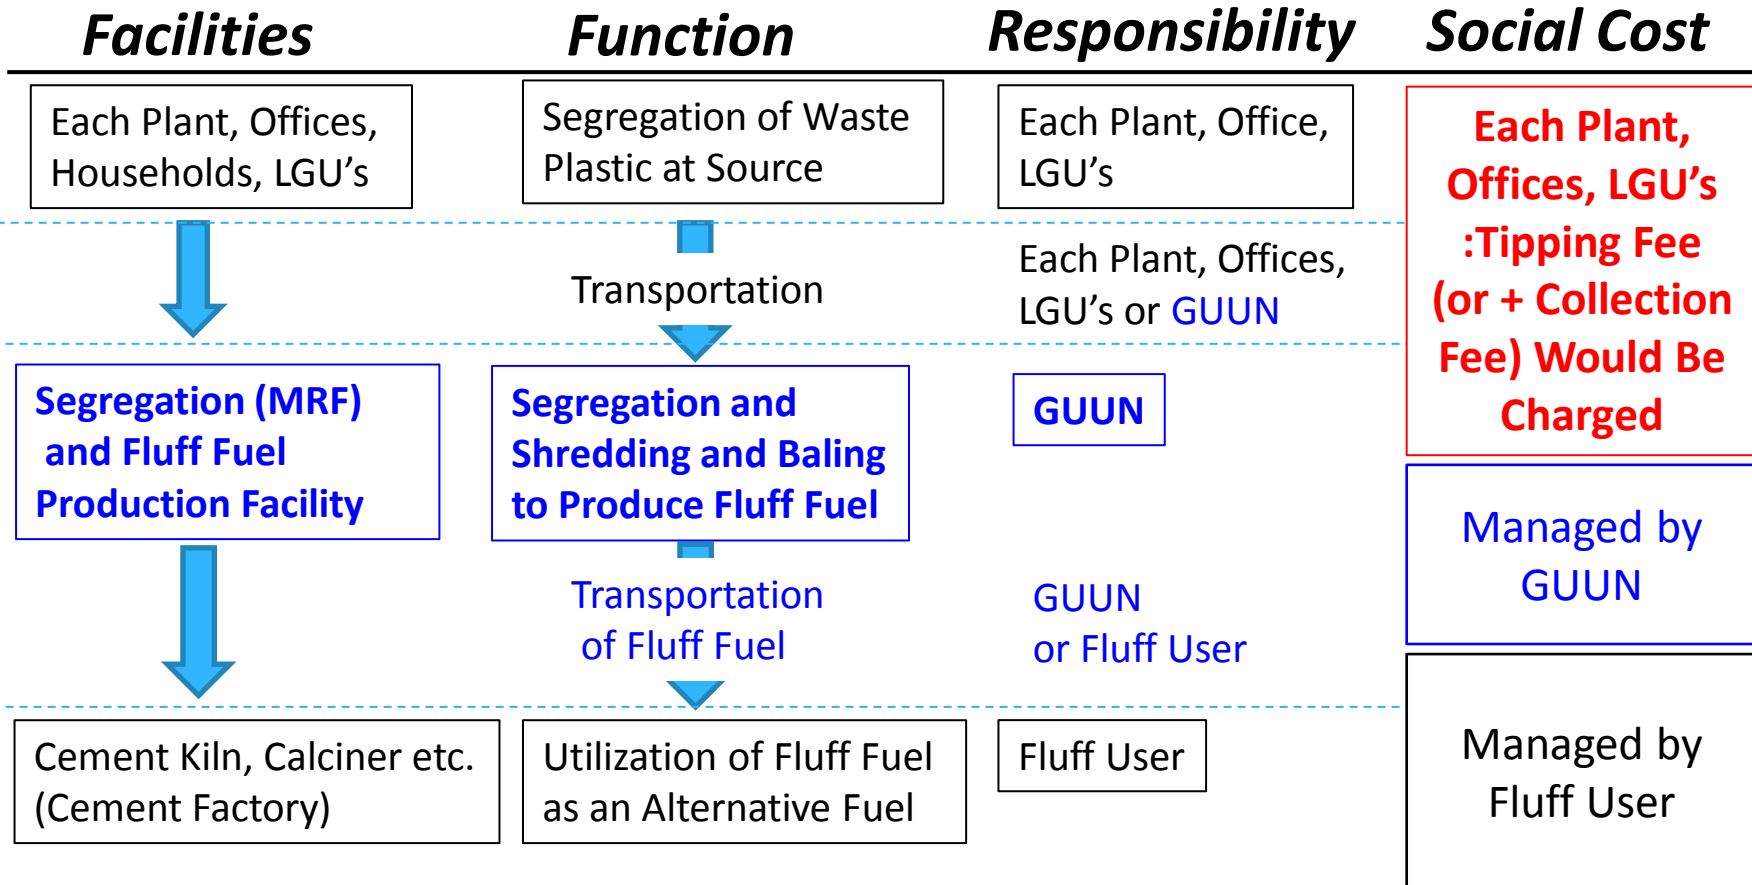 Facilities
Function
Responsibility
Social Cost
Each Plant, Offices,
Households, LGU’s
Segregation of Waste
Plastic at Source
Each Plant, Office,
LGU’s
Each Plant,
Offices, LGU’s
:Tipping Fee
(or + Collection
Fee) Would Be
Charged
Transportation
Each Plant, Offices,
LGU’s or GUUN
Segregation (MRF)
and Fluff Fuel
Production Facility
Segregation and
Shredding and Baling
to Produce Fluff Fuel
GUUN
Managed by
GUUN
Transportation
of Fluff Fuel
GUUN
or Fluff User
Cement Kiln, Calciner etc.
(Cement Factory)
Utilization of Fluff Fuel
as an Alternative Fuel
Fluff User
Managed by
Fluff User